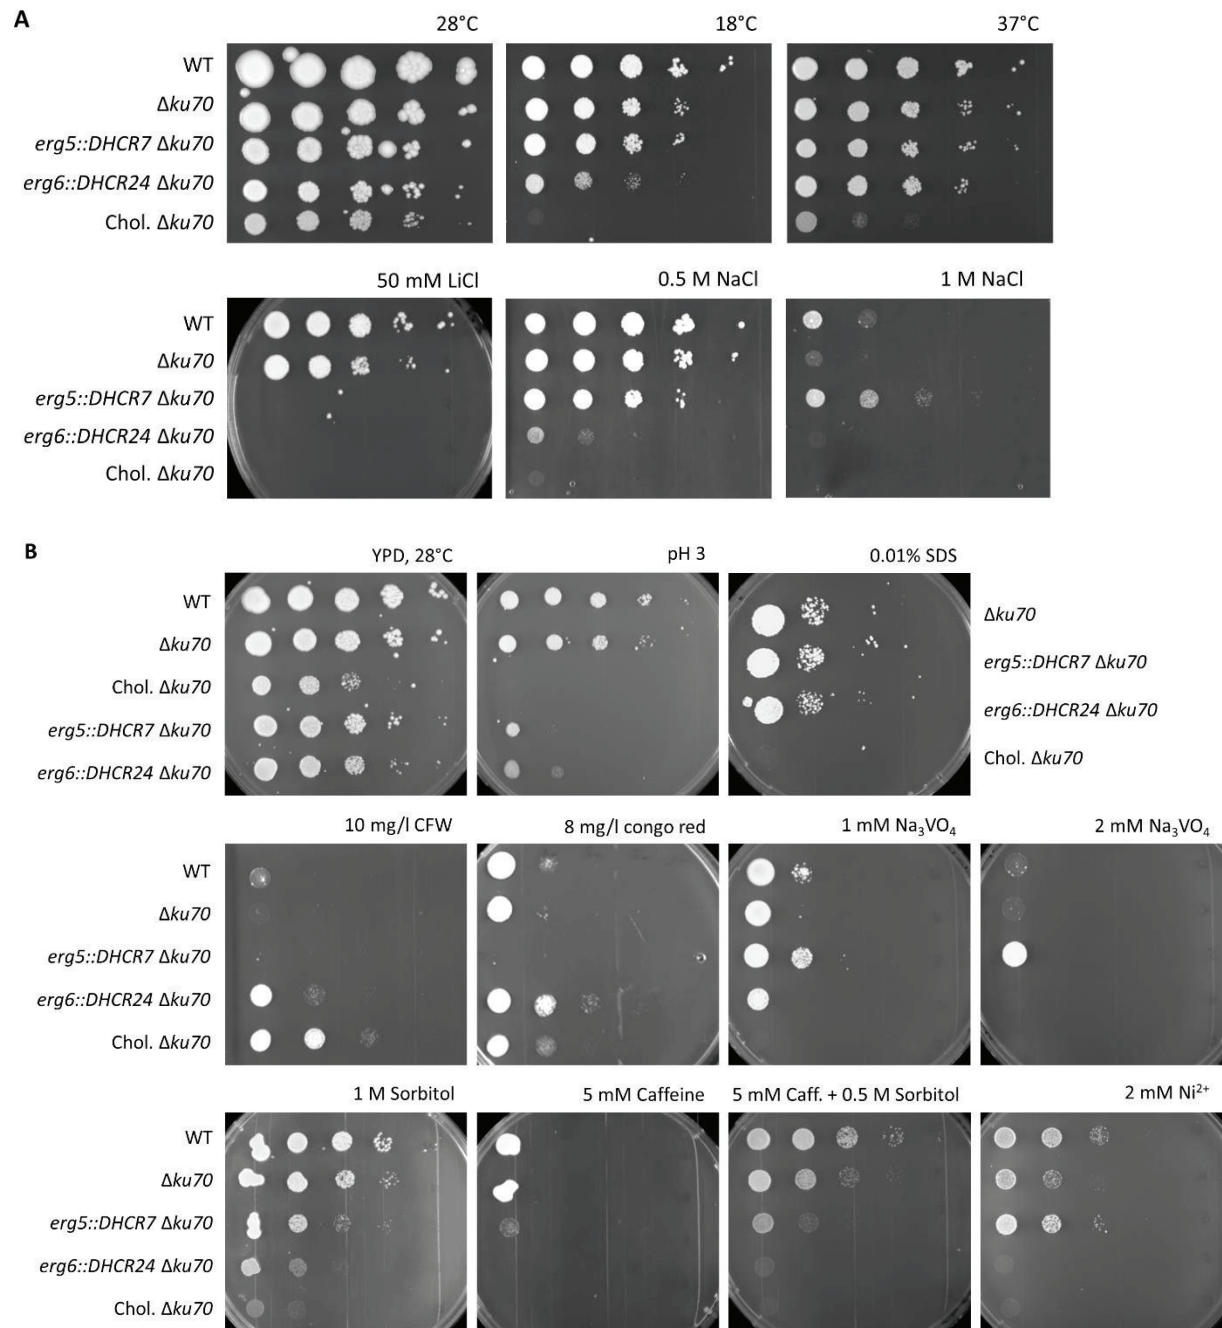 A
28°C
18°C
37°C
WT
Δku70
erg5::DHCR7 Δku70
erg6::DHCR24 Δku70
Chol. Δku70
50 mM LiCl
0.5 M NaCl
1 M NaCl
WT
Δku70
erg5::DHCR7 Δku70
erg6::DHCR24 Δku70
Chol. Δku70
B
YPD, 28°C
pH 3
0.01% SDS
WT
Δku70
Chol. Δku70
erg5::DHCR7 Δku70
erg6::DHCR24 Δku70
Δku70
erg5::DHCR7 Δku70
erg6::DHCR24 Δku70
Chol. Δku70
10 mg/l CFW
8 mg/l congo red
1 mM Na₃VO₄
2 mM Na₃VO₄
WT
Δku70
erg5::DHCR7 Δku70
erg6::DHCR24 Δku70
Chol. Δku70
1 M Sorbitol
5 mM Caffeine
5 mM Caff. + 0.5 M Sorbitol
2 mM Ni²⁺
WT
Δku70
erg5::DHCR7 Δku70
erg6::DHCR24 Δku70
Chol. Δku70